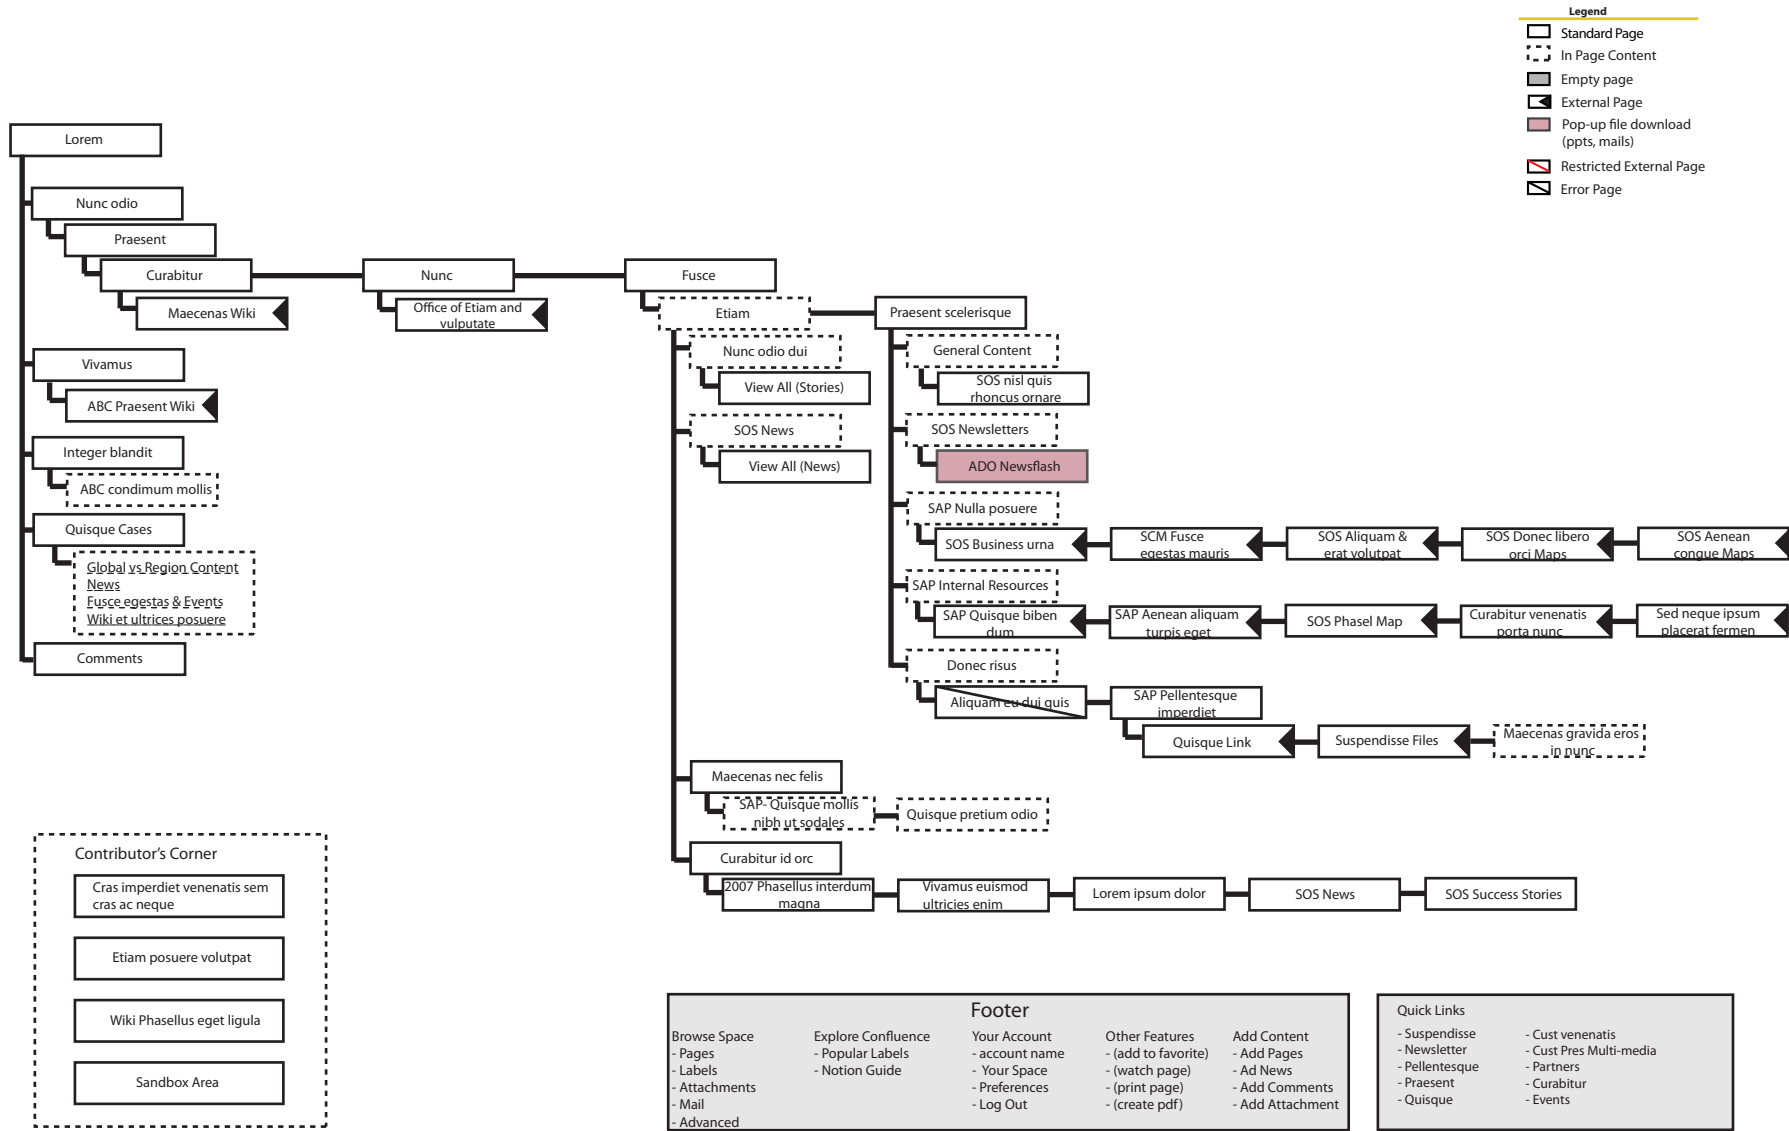 Legend
Standard Page
In Page Content
Empty page
External Page
Pop-up file download
(ppts, mails)
Restricted External Page
Error Page
Lorem
Nunc odio
Praesent
Curabitur
Maecenas Wiki
Vivamus
ABC Praesent Wiki
Integer blandit
ABC condimum mollis
Quisque Cases
Global vs Region Content
News
Fusce egestas & Events
Wiki et ultrices posuere
Comments
Nunc
Office of Etiam and
vulputate
Fusce
Etiam
Nunc odio dui
View All (Stories)
SOS News
View All (News)
Praesent scelerisque
General Content
SOS nisl quis
rhoncus ornare
SOS Newsletters
ADO Newsflash
SAP Nulla posuere
SOS Business urna
SCM Fusce
egestas mauris
SOS Aliquam &
erat volutpat
SOS Donec libero
orci Maps
SOS Aenean
congue Maps
SAP Internal Resources
SAP Quisque biben
dum
SAP Aenean aliquam
turpis eget
SOS Phasel Map
Curabitur venenatis
porta nunc
Sed neque ipsum
placerat fermen
Donec risus
Aliquam eu dui quis
SAP Pellentesque
imperdiet
Quisque Link
Suspendisse Files
Maecenas gravida eros
in nunc
Maecenas nec felis
SAP- Quisque mollis
nibh ut sodales
Quisque pretium odio
Curabitur id orc
2007 Phasellus interdum
magna
Vivamus euismod
ultricies enim
Lorem ipsum dolor
SOS News
SOS Success Stories
Contributor's Corner
Cras imperdiet venenatis sem
cras ac neque
Etiam posuere volutpat
Wiki Phasellus eget ligula
Sandbox Area
Footer
Browse Space
- Pages
- Labels
- Attachments
- Mail
- Advanced
Explore Confluence
- Popular Labels
- Notion Guide
Your Account
- account name
- Your Space
- Preferences
- Log Out
Other Features
- (add to favorite)
- (watch page)
- (print page)
- (create pdf)
Add Content
- Add Pages
- Ad News
- Add Comments
- Add Attachment
Quick Links
- Suspendisse
- Newsletter
- Pellentesque
- Praesent
- Quisque
- Cust venenatis
- Cust Pres Multi-media
- Partners
- Curabitur
- Events